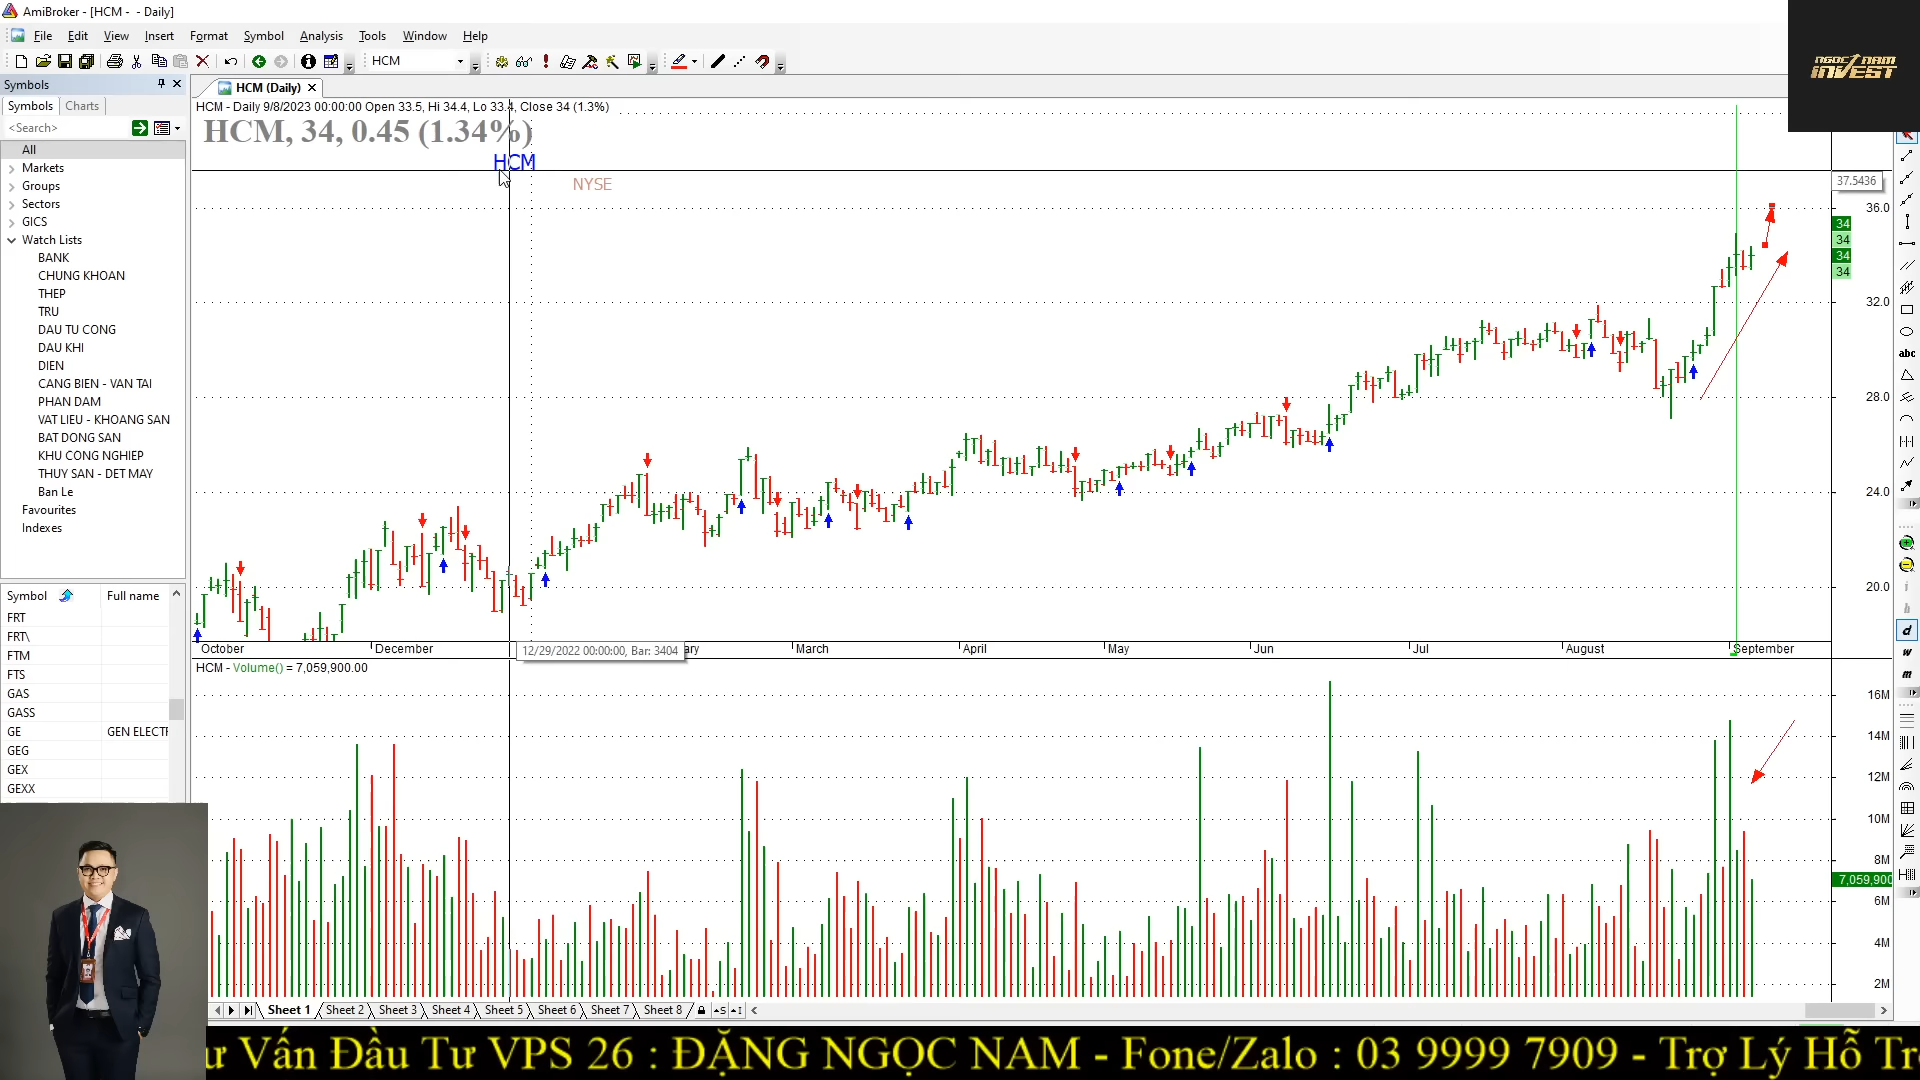 AmiBroker - [HCM - - Daily]
File Edit View Insert Format Symbol Analysis Tools Window Help
HCM
NGỌC NAM
INVEST
Symbols
HCM (Daily)
Symbols Charts
HCM - Daily 9/8/2023 00:00:00 Open 33.5, Hi 34.4, Lo 33.4, Close 34 (1.3%)
<Search>
HCM, 34, 0.45 (1.34%)
HCM
NYSE
37.5436
36.0
34
34
34
34
32.0
28.0
24.0
20.0
All
Markets
Groups
Sectors
GICS
Watch Lists
BANK
CHUNG KHOAN
THEP
TRU
DAU TU CONG
DAU KHI
DIEN
CANG BIEN - VAN TAI
PHAN DAM
VAT LIEU - KHOANG SAN
BAT DONG SAN
KHU CONG NGHIEP
THUY SAN - DET MAY
Ban Le
Favourites
Indexes
abc
d
w
m
October December 12/29/2022 00:00:00, Bar: 3404 ary March April May Jun Jul August September
HCM - Volume() = 7,059,900.00
16M
14M
12M
10M
8M
7,059,900
6M
4M
2M
Symbol Full name
FRT
FRT\
FTM
FTS
GAS
GASS
GE GEN ELECTR
GEG
GEX
GEXX
Sheet 1 Sheet 2 Sheet 3 Sheet 4 Sheet 5 Sheet 6 Sheet 7 Sheet 8
ư Vấn Đầu Tư VPS 26 : ĐẶNG NGỌC NAM - Fone/Zalo : 03 9999 7909 - Trợ Lý Hỗ Tr